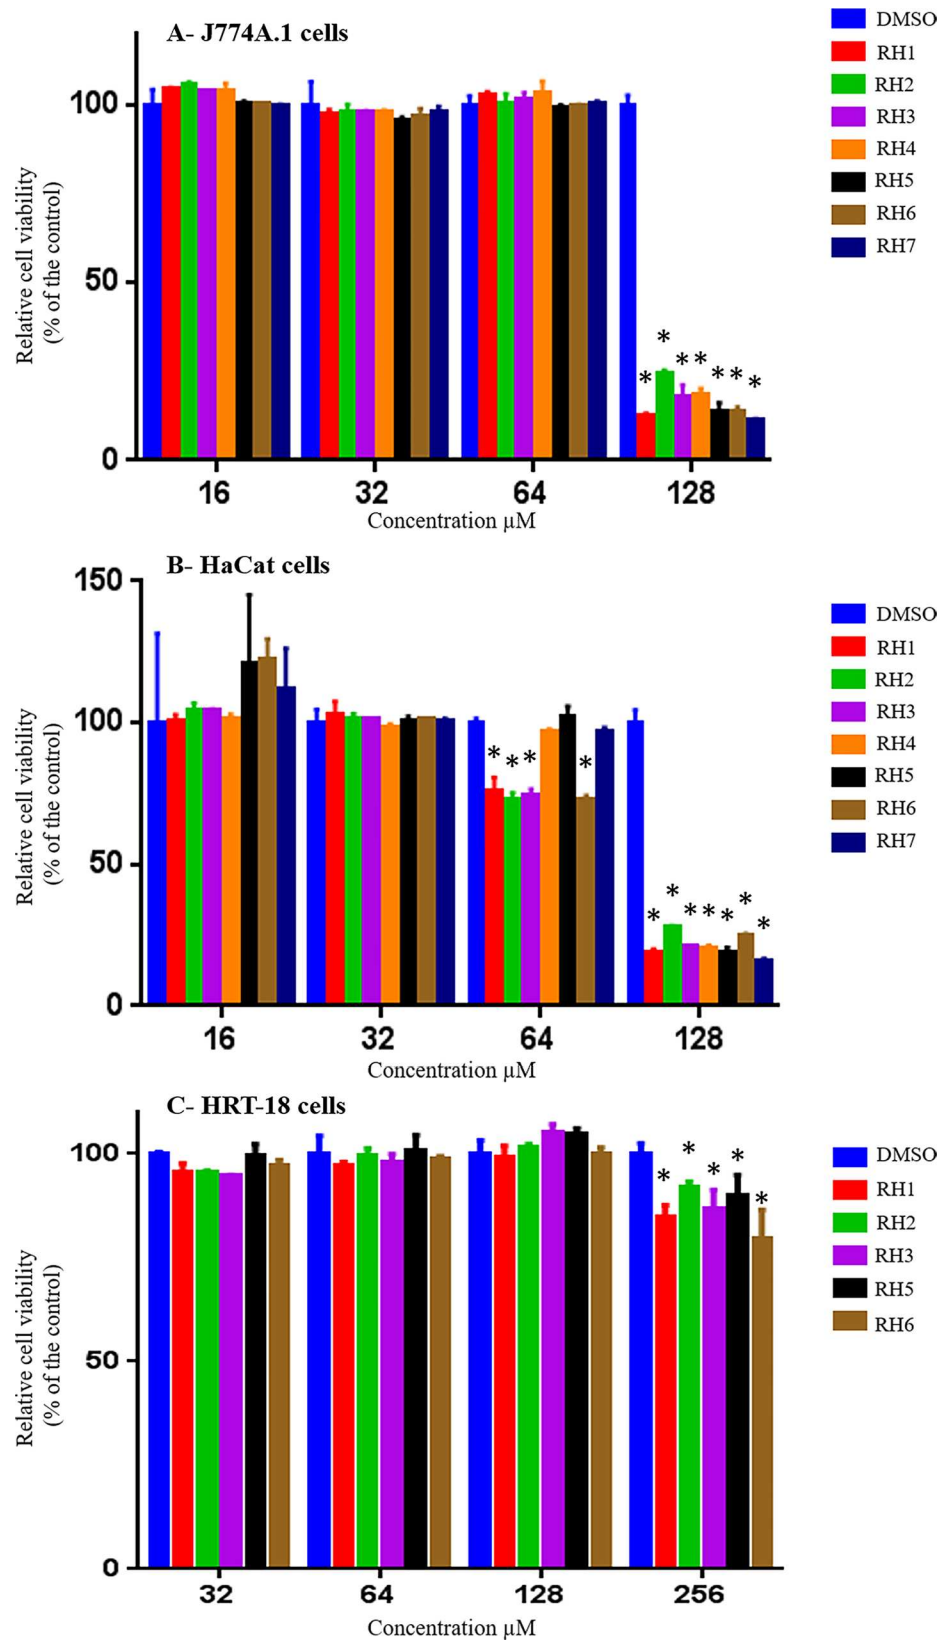 A- J774A.1 cells
Relative cell viability
(% of the control)
100
50
0
* * * * * * *
16 32 64 128
Concentration µM
DMSO
RH1
RH2
RH3
RH4
RH5
RH6
RH7
B- HaCat cells
Relative cell viability
(% of the control)
150
100
50
0
* * * *
* * * * * * *
16 32 64 128
Concentration µM
DMSO
RH1
RH2
RH3
RH4
RH5
RH6
RH7
C- HRT-18 cells
Relative cell viability
(% of the control)
100
50
0
* * * * *
32 64 128 256
Concentration µM
DMSO
RH1
RH2
RH3
RH5
RH6